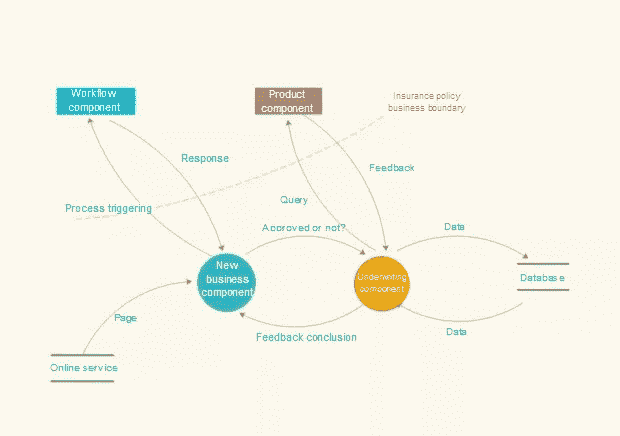 Workflow
component
Product
component
Insurance policy
business boundary
Response
Feedback
Process triggering
Query
Approved or not?
Data
New
business
component
Underwriting
component
Database
Page
Feedback conclusion
Data
Online service